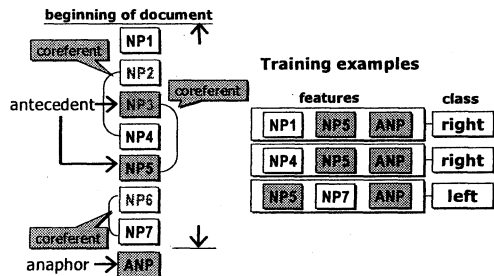 beginning of document
NP1
coreferent
NP2
coreferent
antecedent
NP3
NP4
NP5
NP6
coreferent
NP7
anaphor
ANP
Training examples
features class
NP1 NP5 ANP right
NP4 NP5 ANP right
NP5 NP7 ANP left